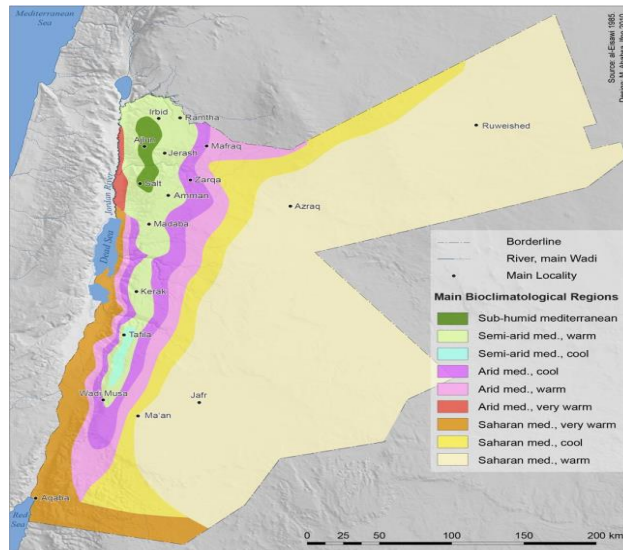 Mediterranean
Sea
Source: al-Eisawi 1985.
Irbid
Ramtha
Ruweished
Mafraq
Jerash
Jordan River
Salt
Zarqa
Amman
Azraq
Madaba
Dead Sea
Kerak
Tafila
Wadi Musa
Jafr
Ma'an
Aqaba
Red
Sea
Borderline
River, main Wadi
Main Locality
Main Bioclimatological Regions
Sub-humid mediterranean
Semi-arid med., warm
Semi-arid med., cool
Arid med., cool
Arid med., warm
Arid med., very warm
Saharan med., very warm
Saharan med., cool
Saharan med., warm
0 25 50 100 150 200 km